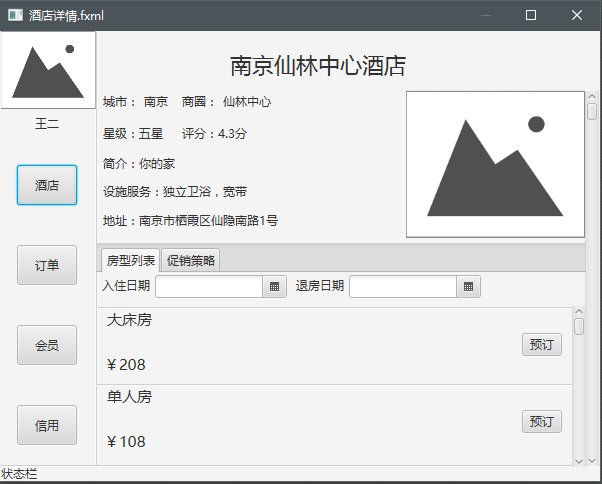 酒店详情.fxml
南京仙林中心酒店
王二
城市： 南京 商圈： 仙林中心
星级：五星 评分：4.3分
简介：你的家
设施服务：独立卫浴，宽带
地址：南京市栖霞区仙隐南路1号
酒店
订单
会员
信用
房型列表 促销策略
入住日期 退房日期
大床房
￥208
预订
单人房
￥108
预订
状态栏